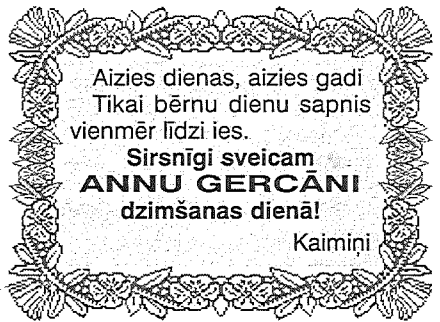 Aizies dienas, aizies gadi
Tikai bērnu dienu sapnis
vienmēr līdzi ies.
Sirsnīgi sveicam
ANNU GERCĀNI
dzimšanas dienā!
Kaimiņi